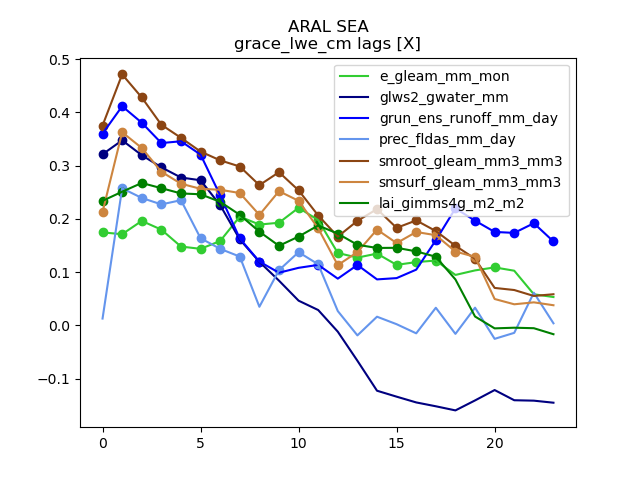 ARAL SEA
grace_lwe_cm lags [X]
e_gleam_mm_mon
glws2_gwater_mm
grun_ens_runoff_mm_day
prec_fldas_mm_day
smroot_gleam_mm3_mm3
smsurf_gleam_mm3_mm3
lai_gimms4g_m2_m2
0.5
0.4
0.3
0.2
0.1
0.0
−0.1
0
5
10
15
20